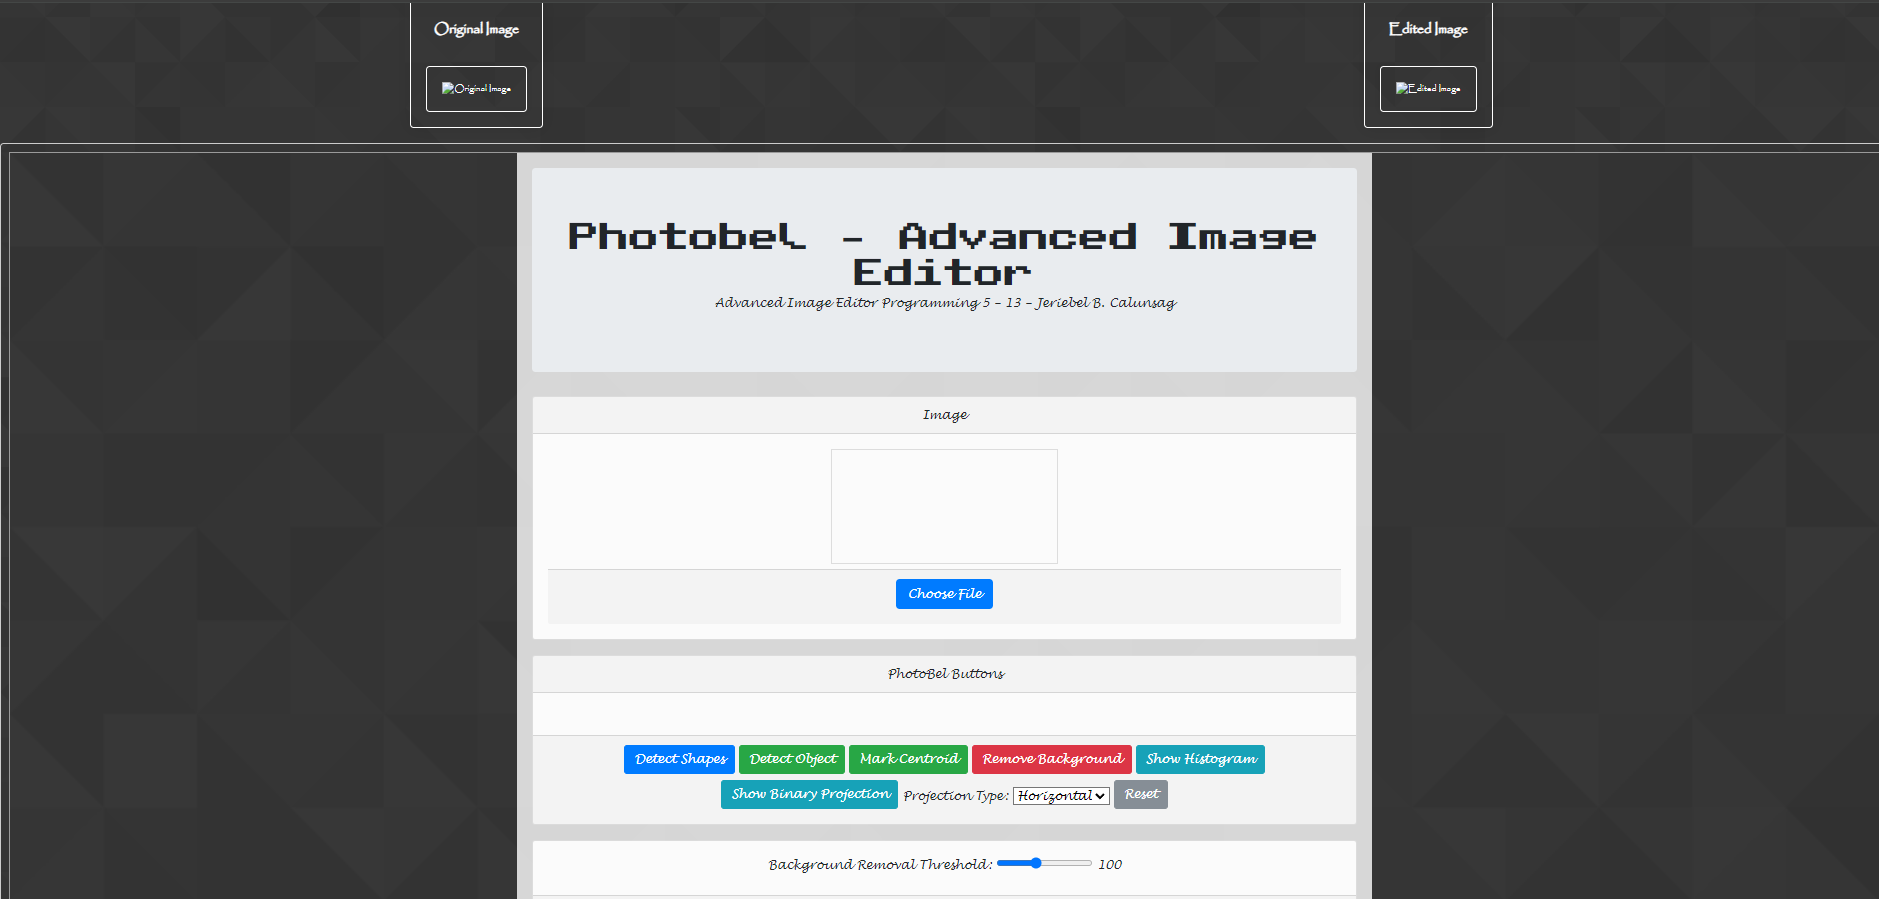 Original Image
Edited Image
Original Image
Edited Image
Photobel - Advanced Image
Editor
Advanced Image Editor Programming 5 - 13 - Jeriebel B. Calunsag
Image
Choose File
PhotoBel Buttons
Detect Shapes Detect Object Mark Centroid Remove Background Show Histogram
Show Binary Projection Projection Type: Horizontal Reset
Background Removal Threshold: 100